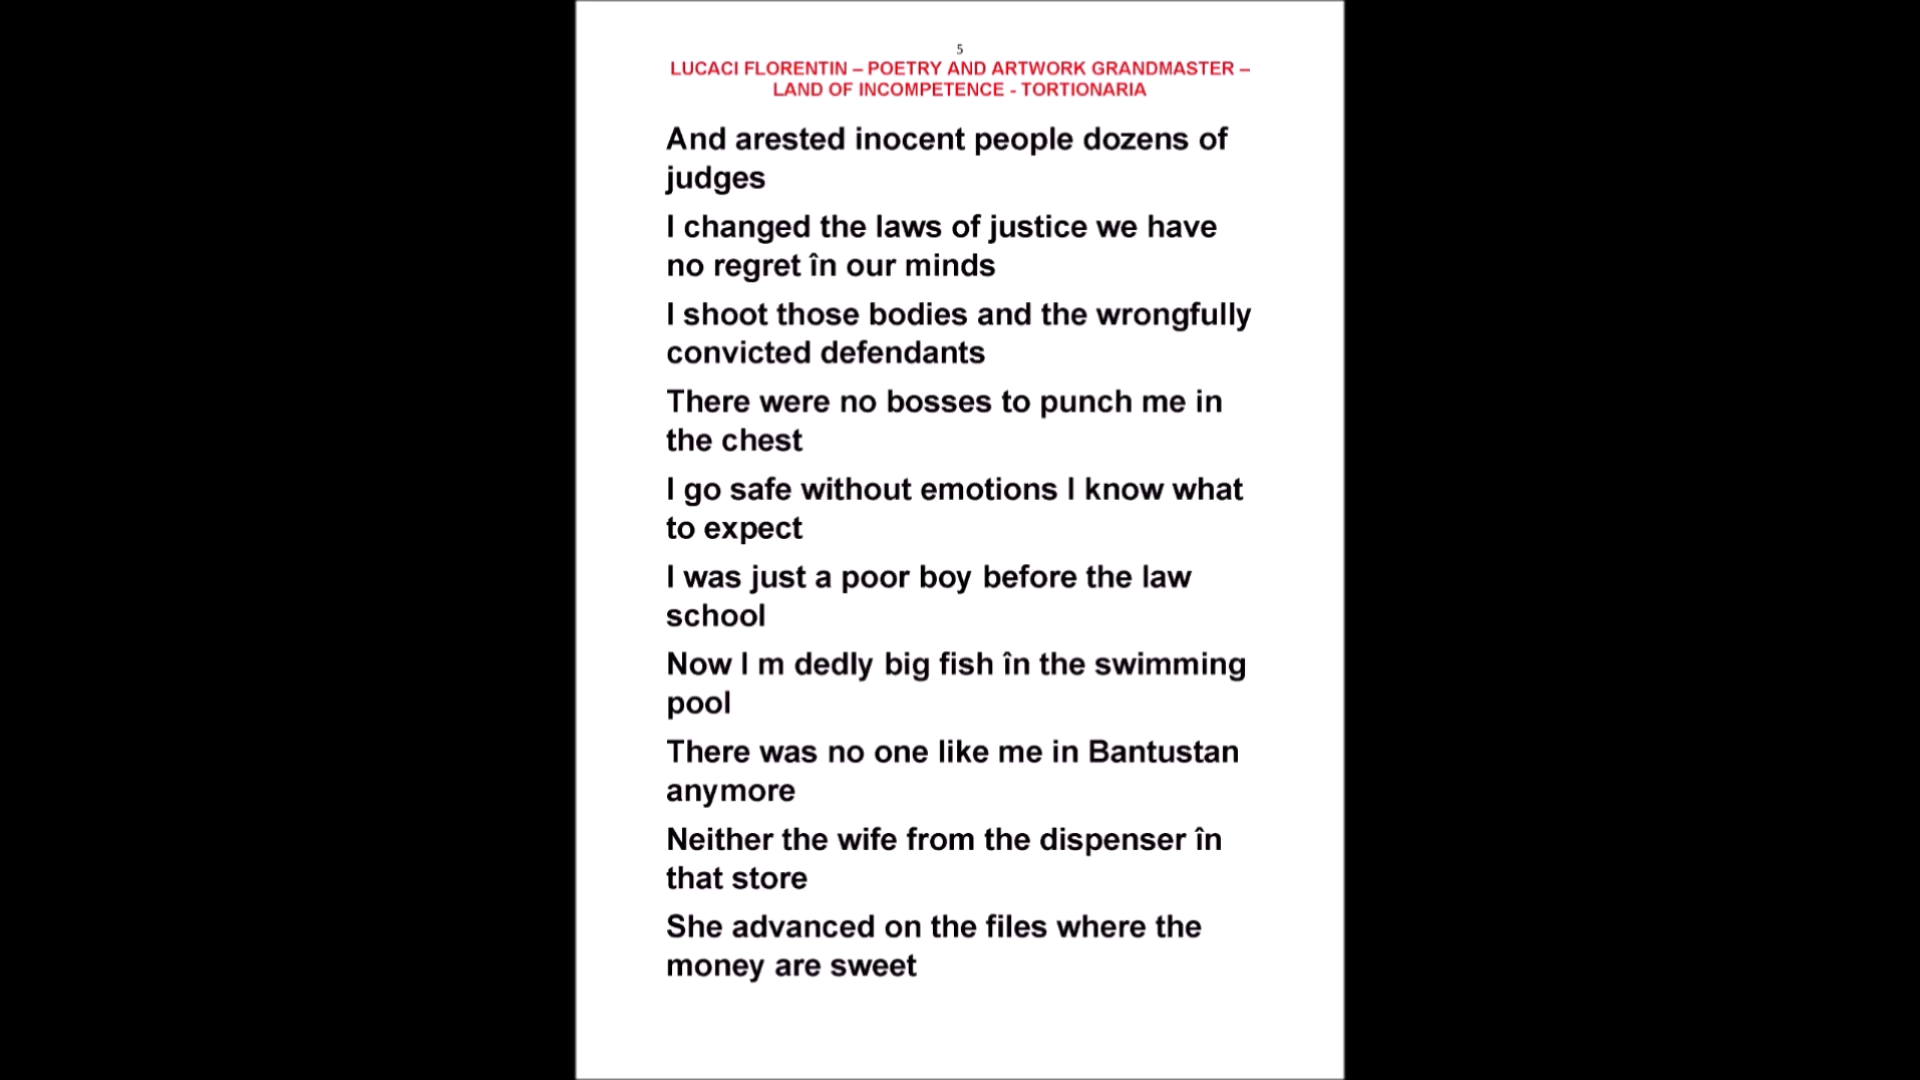 5
LUCACI FLORENTIN – POETRY AND ARTWORK GRANDMASTER –
LAND OF INCOMPETENCE - TORTIONARIA
And arested inocent people dozens of
judges
I changed the laws of justice we have
no regret în our minds
I shoot those bodies and the wrongfully
convicted defendants
There were no bosses to punch me in
the chest
I go safe without emotions I know what
to expect
I was just a poor boy before the law
school
Now I m dedly big fish în the swimming
pool
There was no one like me in Bantustan
anymore
Neither the wife from the dispenser în
that store
She advanced on the files where the
money are sweet